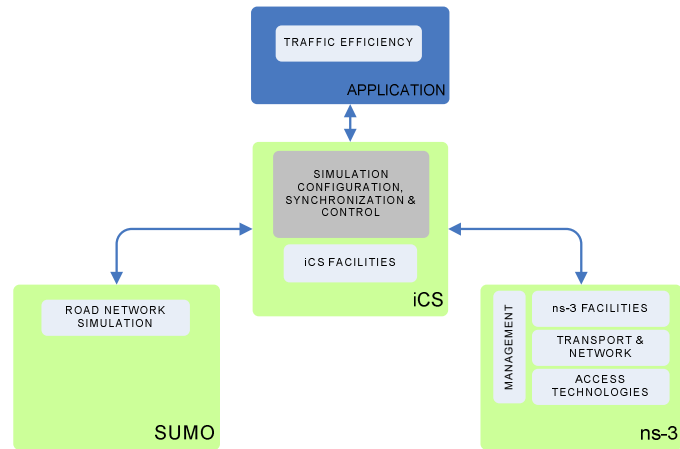 TRAFFIC EFFICIENCY
APPLICATION
SIMULATION
CONFIGURATION,
SYNCHRONIZATION &
CONTROL
iCS FACILITIES
iCS
ROAD NETWORK
SIMULATION
SUMO
MANAGEMENT
ns-3 FACILITIES
TRANSPORT &
NETWORK
ACCESS
TECHNOLOGIES
ns-3